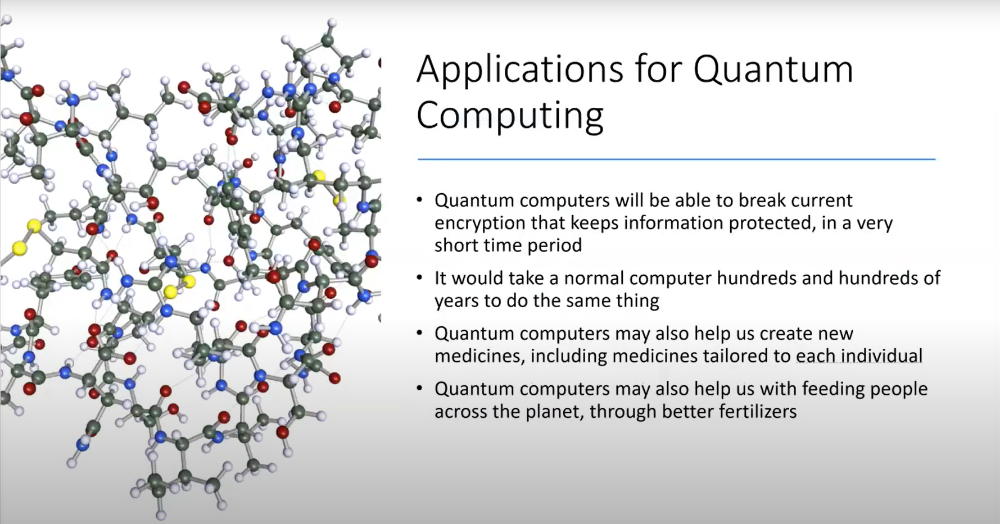 Applications for Quantum
Computing
• Quantum computers will be able to break current
encryption that keeps information protected, in a very
short time period
• It would take a normal computer hundreds and hundreds of
years to do the same thing
• Quantum computers may also help us create new
medicines, including medicines tailored to each individual
• Quantum computers may also help us with feeding people
across the planet, through better fertilizers